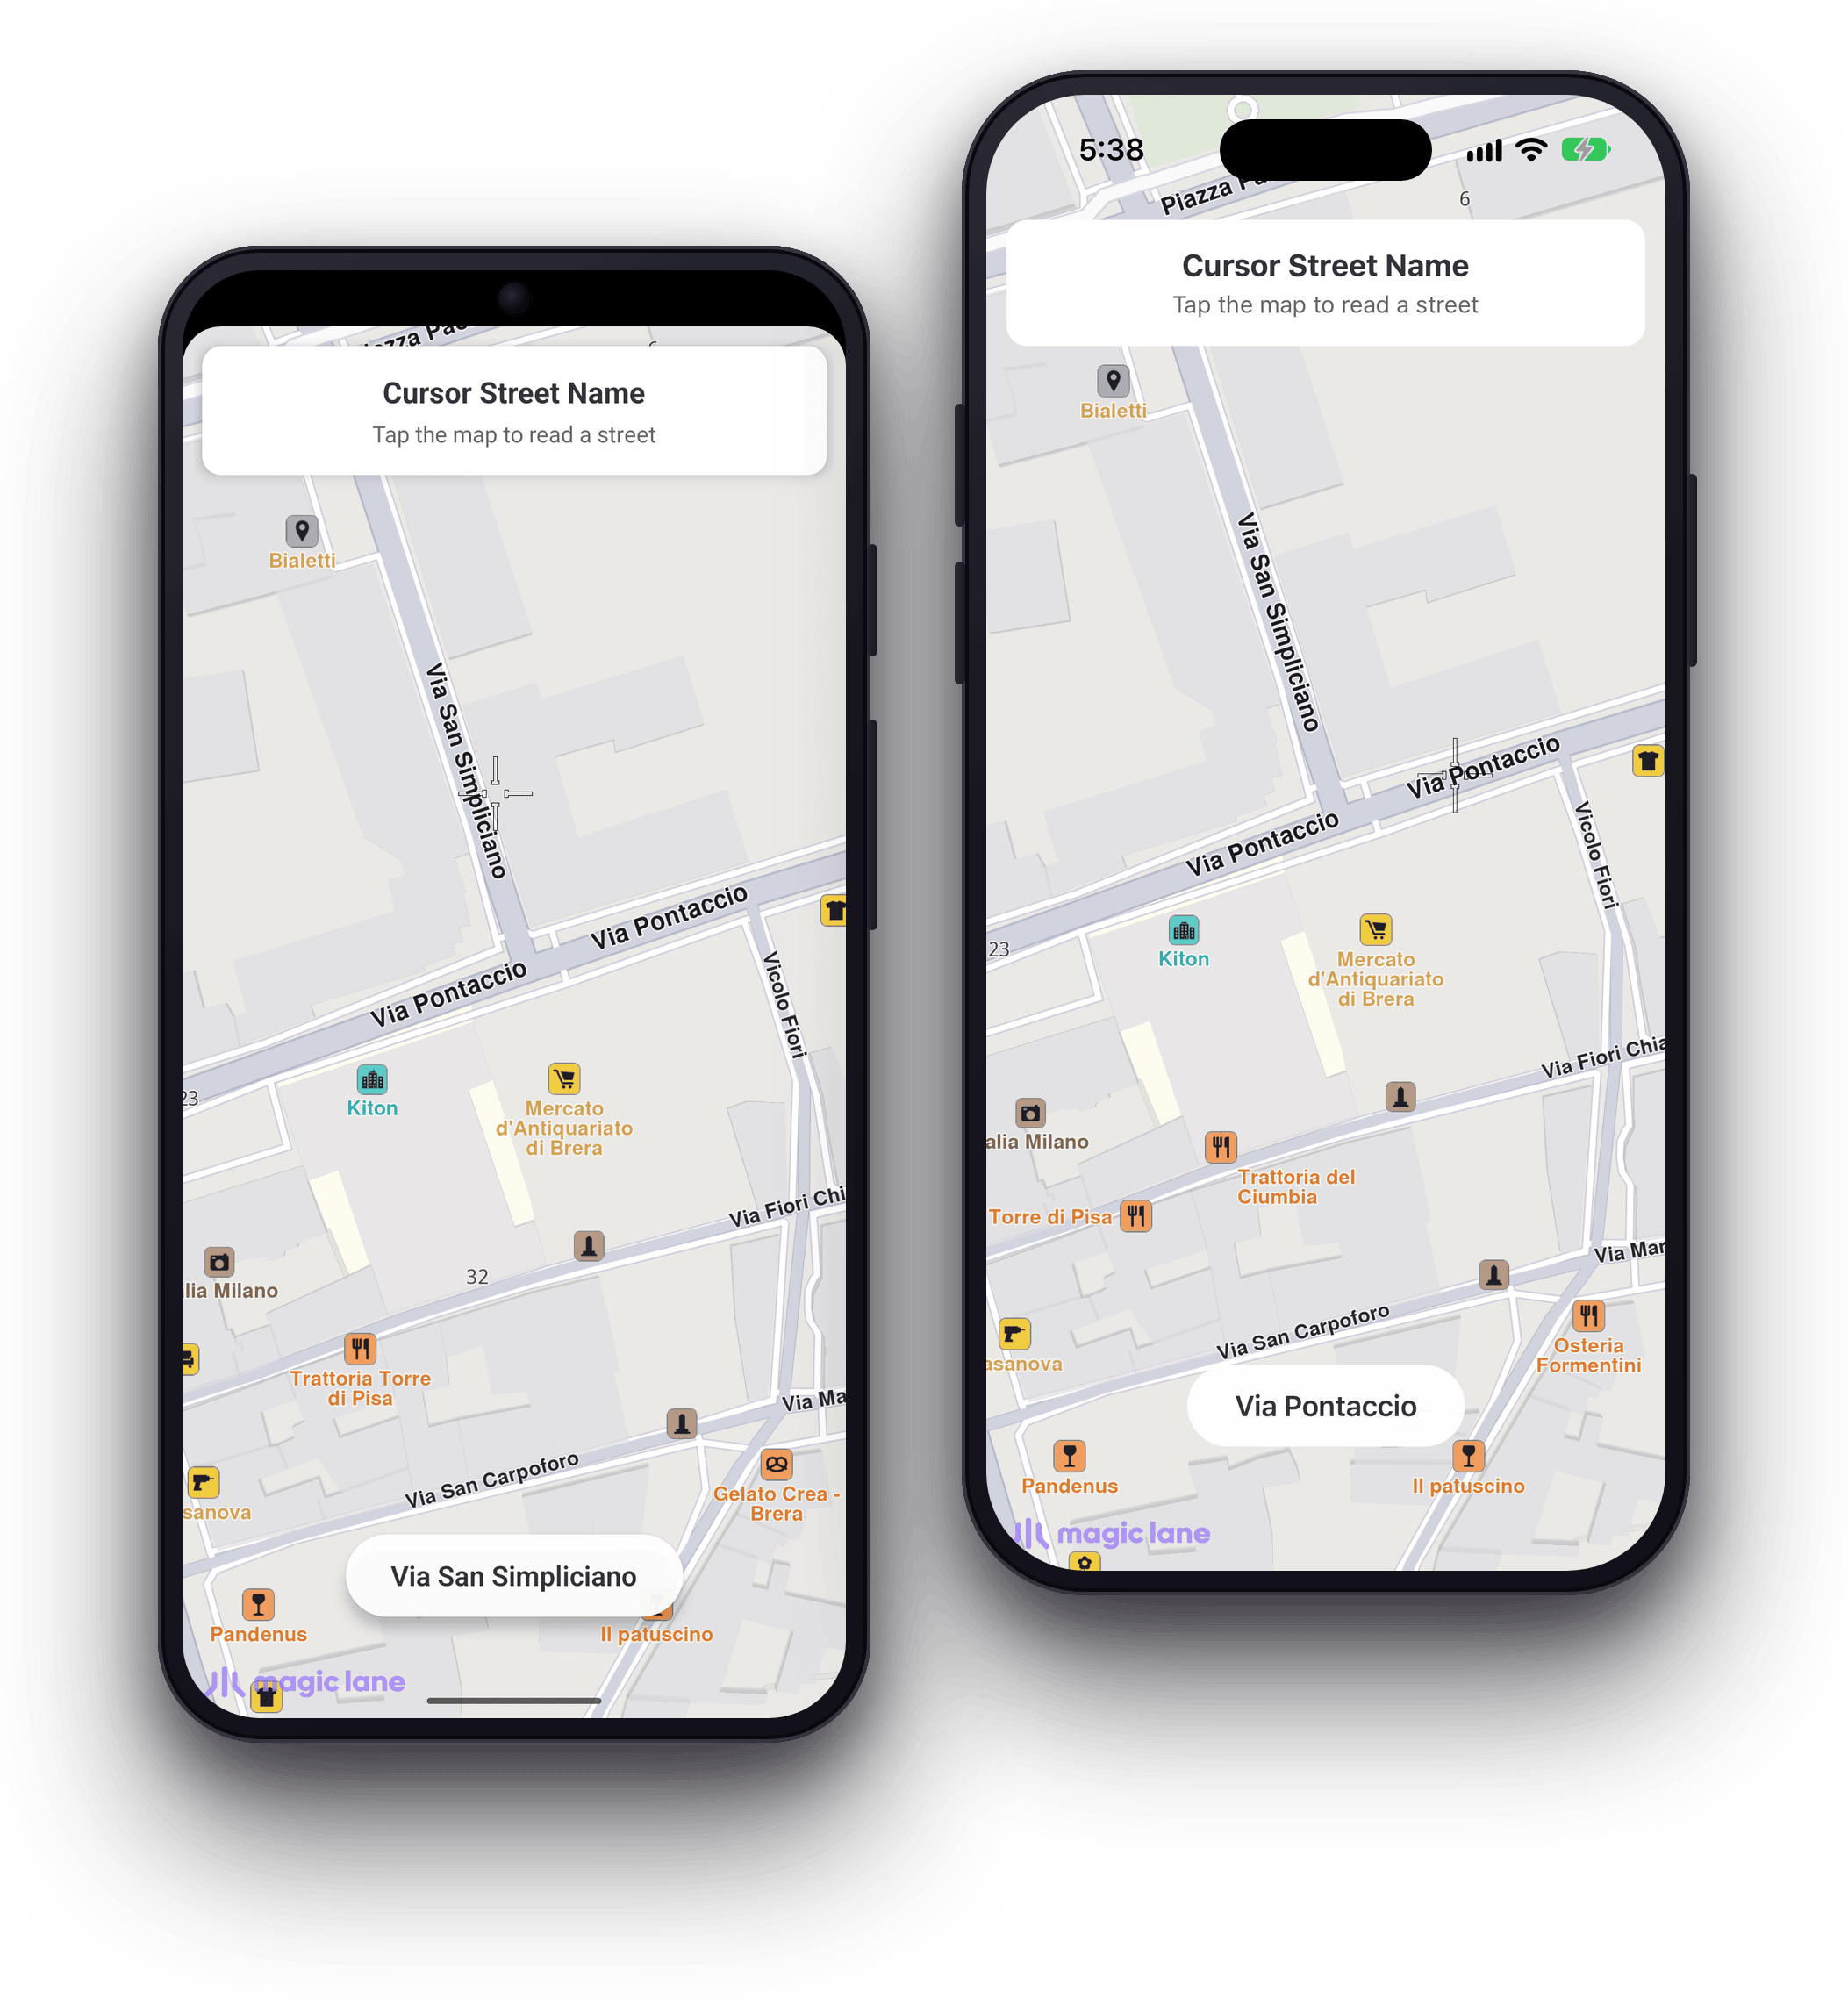 Piazza
Cursor Street Name
Tap the map to read a street
Bialetti
Via San Simpliciano
Via Pontaccio
Via Pontaccio
Vicolo Fiori
23
Kiton
Mercato
d'Antiquariato
di Brera
Via Fiori Chi
32
lia Milano
Trattoria Torre
di Pisa
Via Ma
Via San Carpoforo
Gelato Crea -
Brera
sanova
Via San Simpliciano
Pandenus
Il patuscino
magic lane
5:38
Piazza
6
Cursor Street Name
Tap the map to read a street
Bialetti
Via San Simpliciano
Via Pontaccio
Via Pontaccio
Vicolo Fiori
23
Kiton
Mercato
d'Antiquariato
di Brera
Via Fiori Chia
alia Milano
Trattoria del
Ciumbia
Torre di Pisa
Via Mar
Via San Carpoforo
Osteria
Formentini
asanova
Via Pontaccio
Pandenus
Il patuscino
magic lane